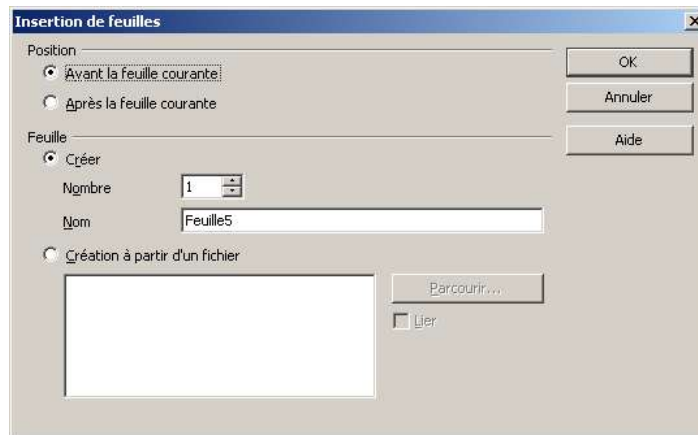 Insertion de feuilles
Position
Avant la feuille courante
Après la feuille courante
OK
Annuler
Aide
Feuille
Créer
Nombre
1
Nom
Feuille5
Création à partir d'un fichier
Parcourir...
Lier